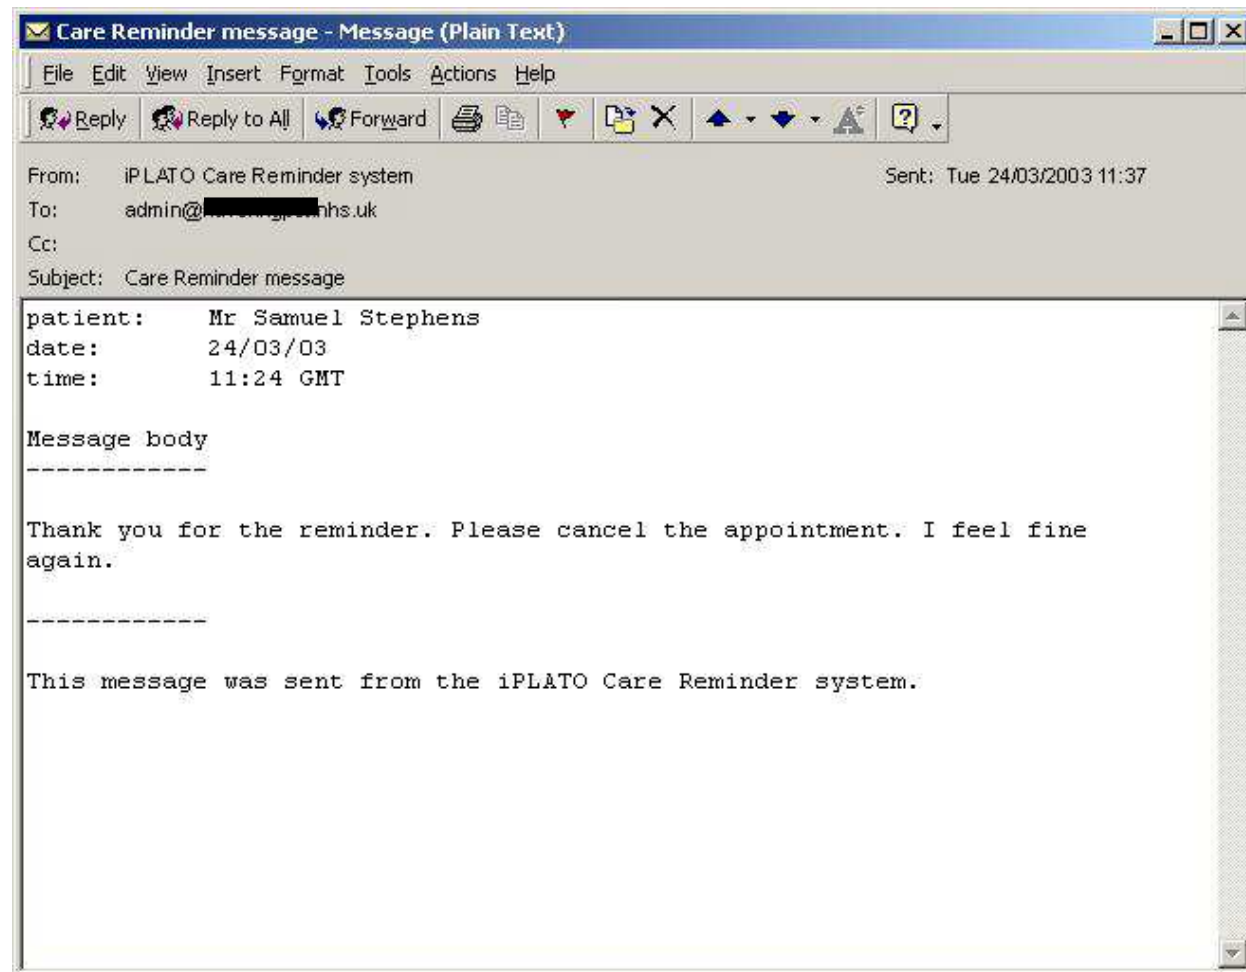 Care Reminder message - Message (Plain Text)
File Edit View Insert Format Tools Actions Help
Reply Reply to All Forward
From: iPLATO Care Reminder system Sent: Tue 24/03/2003 11:37
To: admin@ nhs.uk
Cc:
Subject: Care Reminder message
patient: Mr Samuel Stephens
date: 24/03/03
time: 11:24 GMT
Message body
------------
Thank you for the reminder. Please cancel the appointment. I feel fine
again.
------------
This message was sent from the iPLATO Care Reminder system.